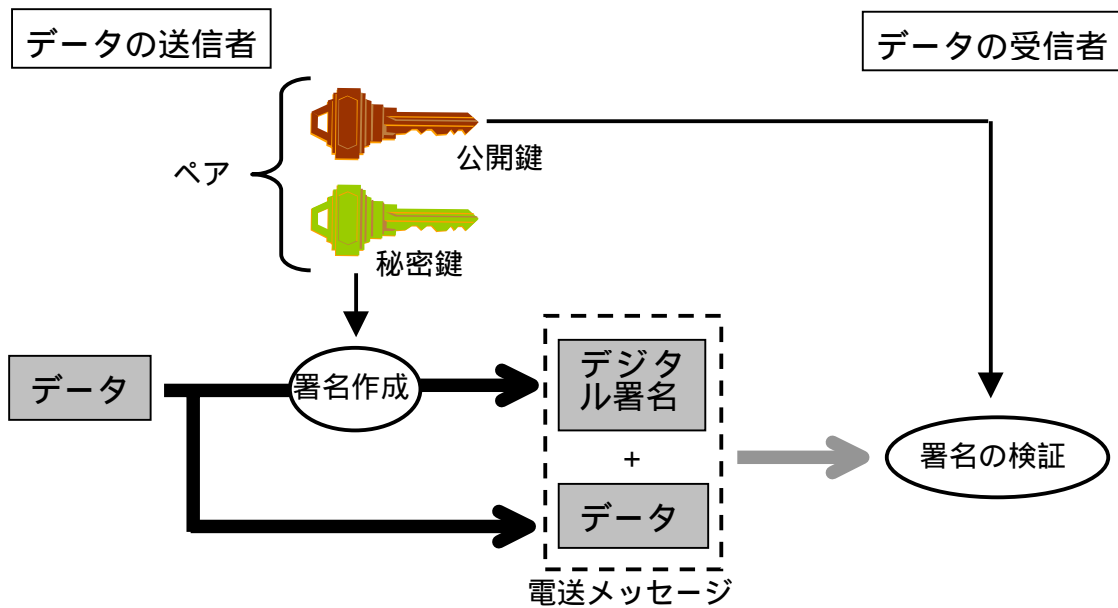 データの送信者
データの受信者
公開鍵
ペア
秘密鍵
データ
署名作成
デジタ
ル署名
+
データ
署名の検証
電送メッセージ